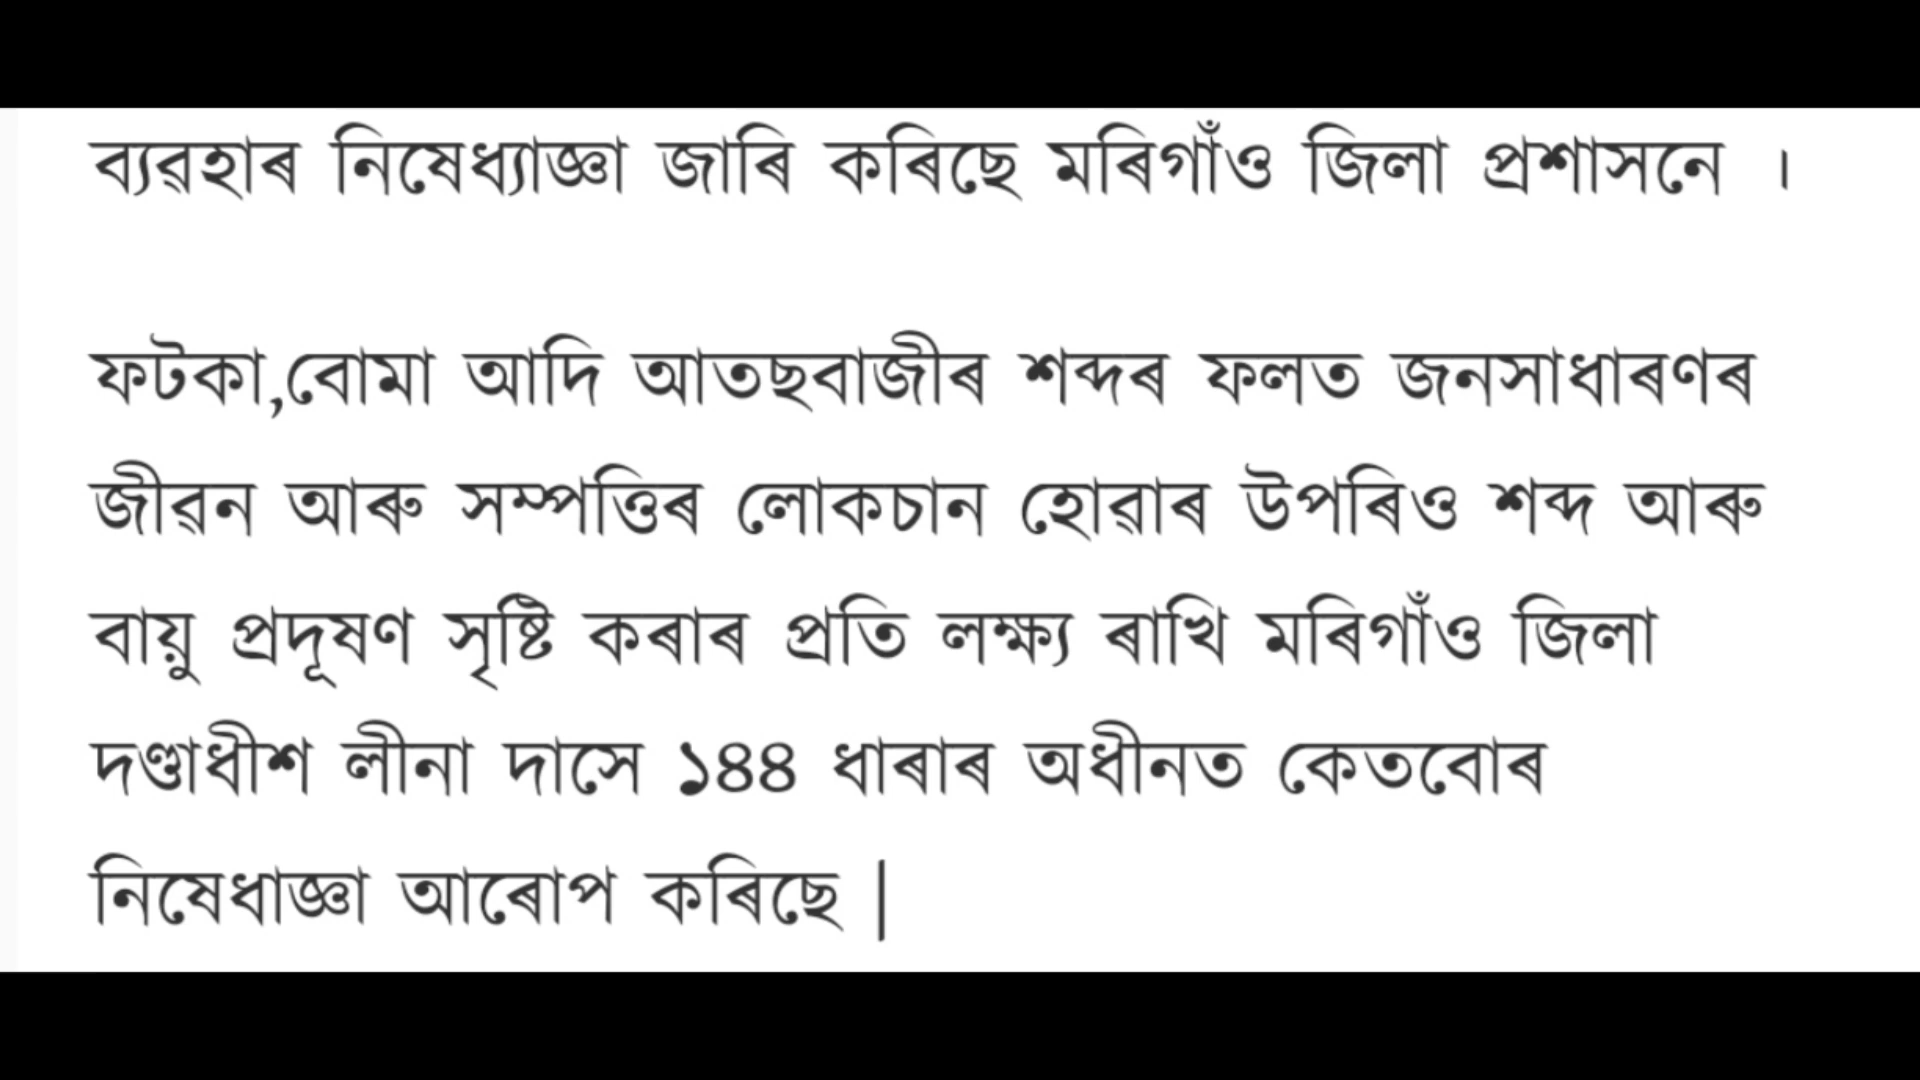 ব্যৱহাৰ নিষেধ্যাজ্ঞা জাৰি কৰিছে মৰিগাঁও জিলা প্ৰশাসনে ।
ফটকা,বোমা আদি আতছবাজীৰ শব্দৰ ফলত জনসাধাৰণৰ
জীৱন আৰু সম্পত্তিৰ লোকচান হোৱাৰ উপৰিও শব্দ আৰু
বায়ু প্ৰদূষণ সৃষ্টি কৰাৰ প্ৰতি লক্ষ্য ৰাখি মৰিগাঁও জিলা
দণ্ডাধীশ লীনা দাসে ১৪৪ ধাৰাৰ অধীনত কেতবোৰ
নিষেধাজ্ঞা আৰোপ কৰিছে |